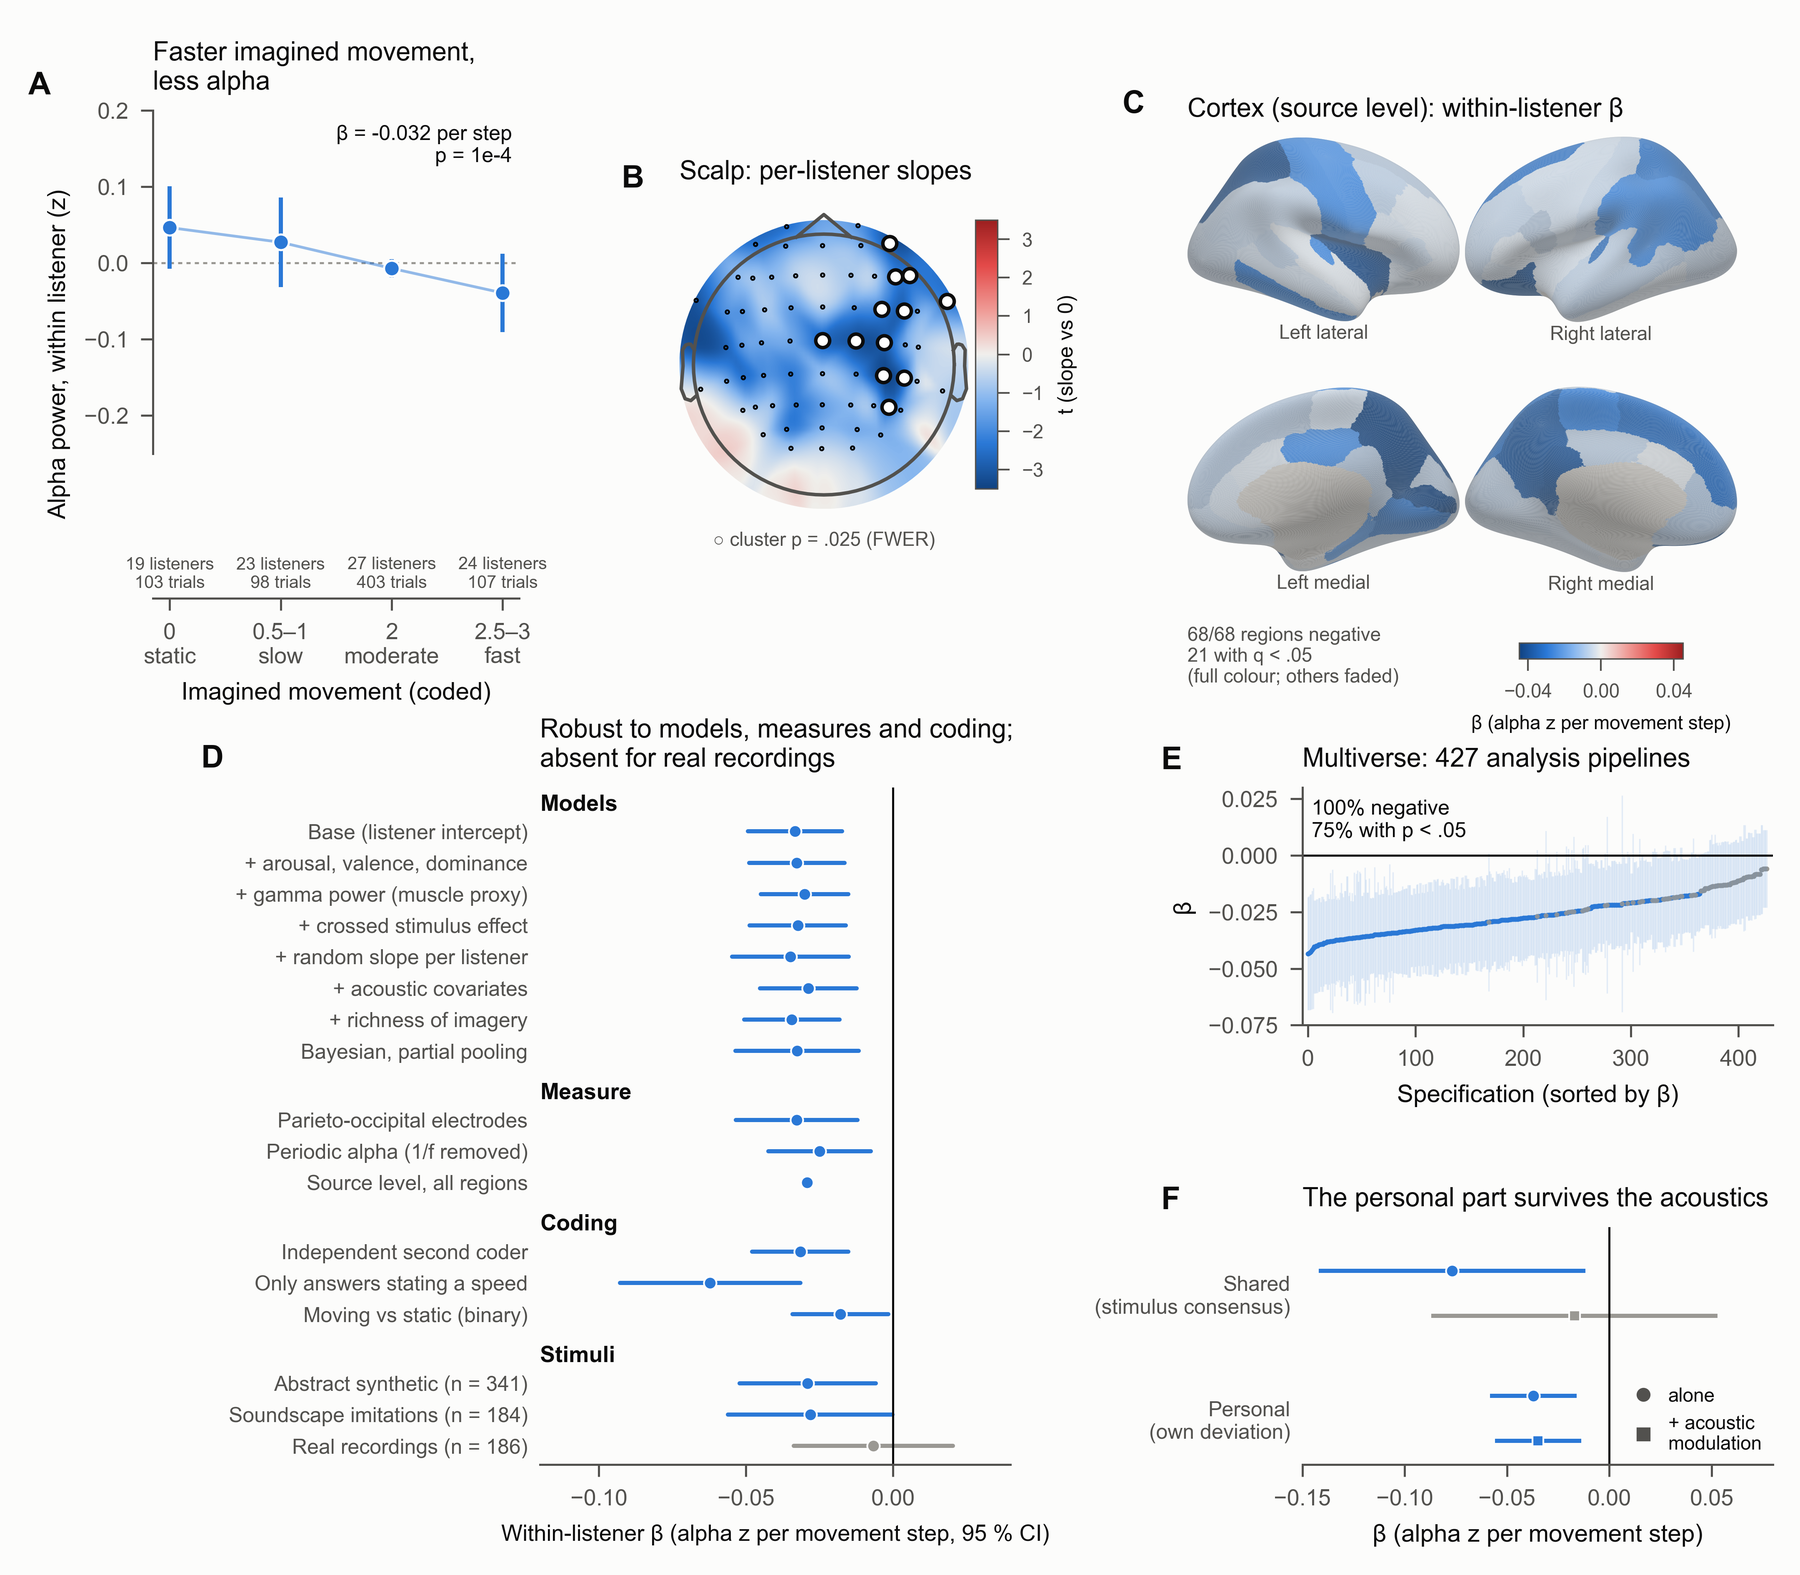 A
Faster imagined movement,
less alpha
β = -0.032 per step
p = 1e-4
0.2
0.1
0.0
−0.1
−0.2
Alpha power, within listener (z)
19 listeners
103 trials
23 listeners
98 trials
27 listeners
403 trials
24 listeners
107 trials
0
static
0.5–1
slow
2
moderate
2.5–3
fast
Imagined movement (coded)
B
Scalp: per-listener slopes
3
2
1
0
−1
−2
−3
t (slope vs 0)
○ cluster p = .025 (FWER)
C
Cortex (source level): within-listener β
Left lateral
Right lateral
Left medial
Right medial
68/68 regions negative
21 with q < .05
(full colour; others faded)
−0.04 0.00 0.04
β (alpha z per movement step)
D
Robust to models, measures and coding;
absent for real recordings
Models
Base (listener intercept)
+ arousal, valence, dominance
+ gamma power (muscle proxy)
+ crossed stimulus effect
+ random slope per listener
+ acoustic covariates
+ richness of imagery
Bayesian, partial pooling
Measure
Parieto-occipital electrodes
Periodic alpha (1/f removed)
Source level, all regions
Coding
Independent second coder
Only answers stating a speed
Moving vs static (binary)
Stimuli
Abstract synthetic (n = 341)
Soundscape imitations (n = 184)
Real recordings (n = 186)
−0.10 −0.05 0.00
Within-listener β (alpha z per movement step, 95 % CI)
E
Multiverse: 427 analysis pipelines
100% negative
75% with p < .05
0.025
0.000
−0.025
−0.050
−0.075
β
0 100 200 300 400
Specification (sorted by β)
F
The personal part survives the acoustics
Shared
(stimulus consensus)
Personal
(own deviation)
alone
+ acoustic
modulation
−0.15 −0.10 −0.05 0.00 0.05
β (alpha z per movement step)